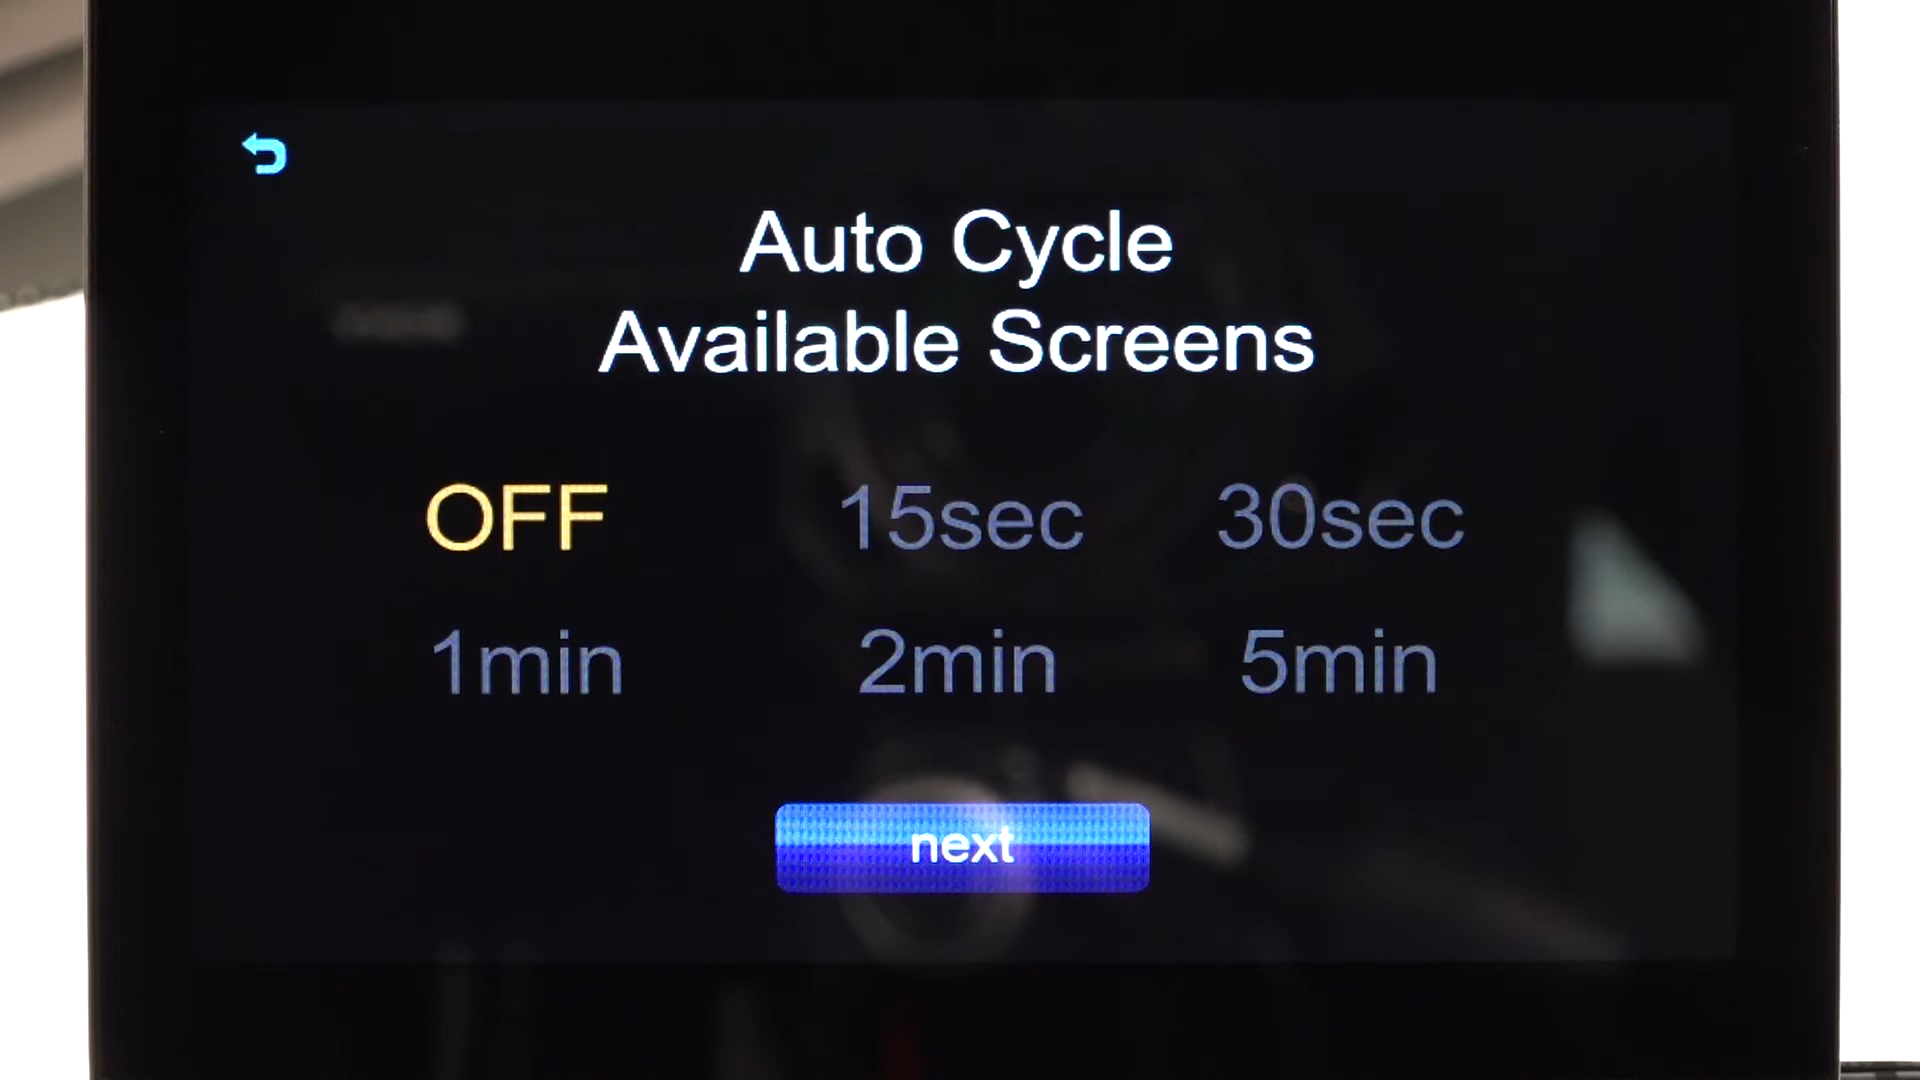 Auto Cycle
Available Screens
OFF 15sec 30sec
1min 2min 5min
next